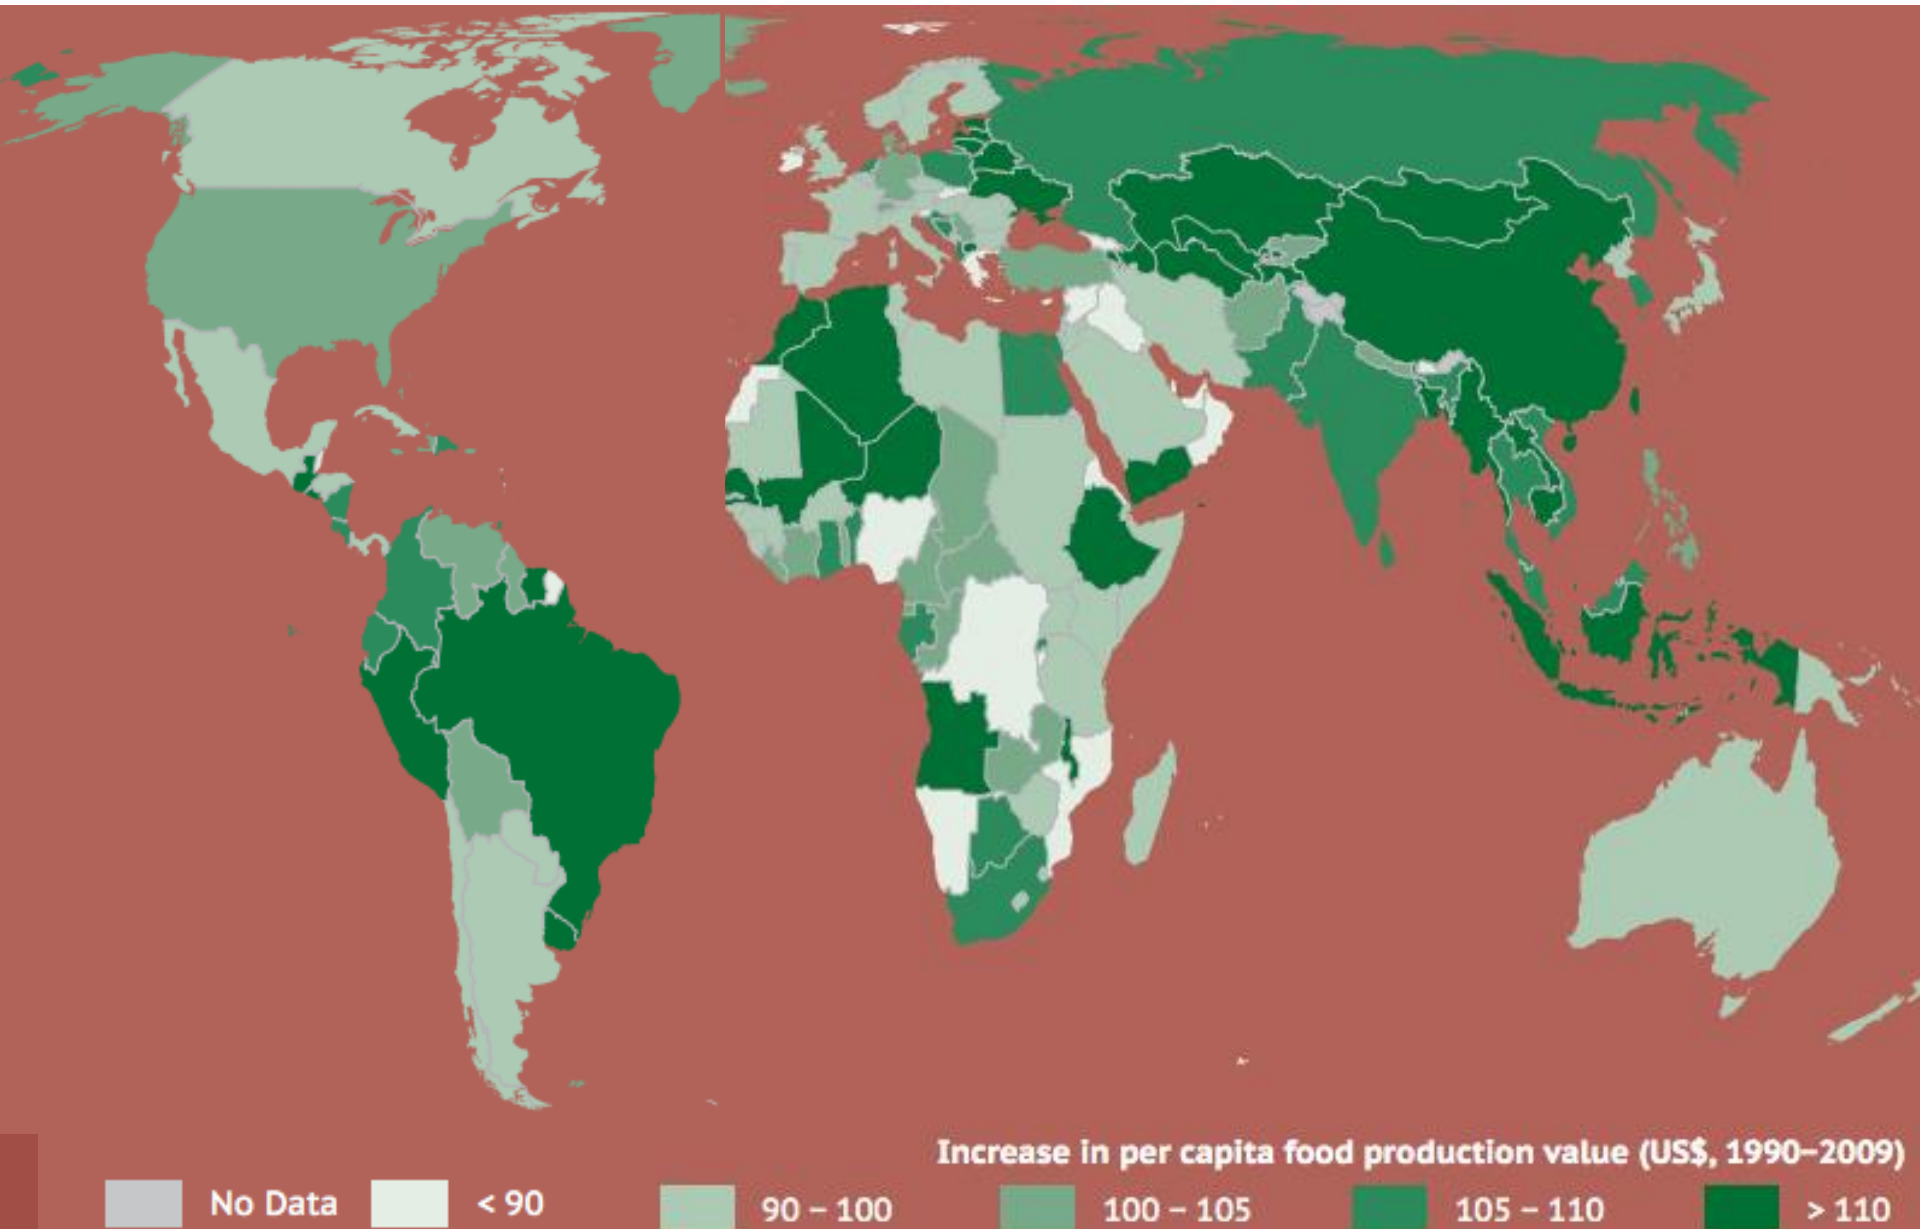 Increase in per capita food production value (US$, 1990–2009)
No Data < 90 90 – 100 100 – 105 105 – 110 > 110